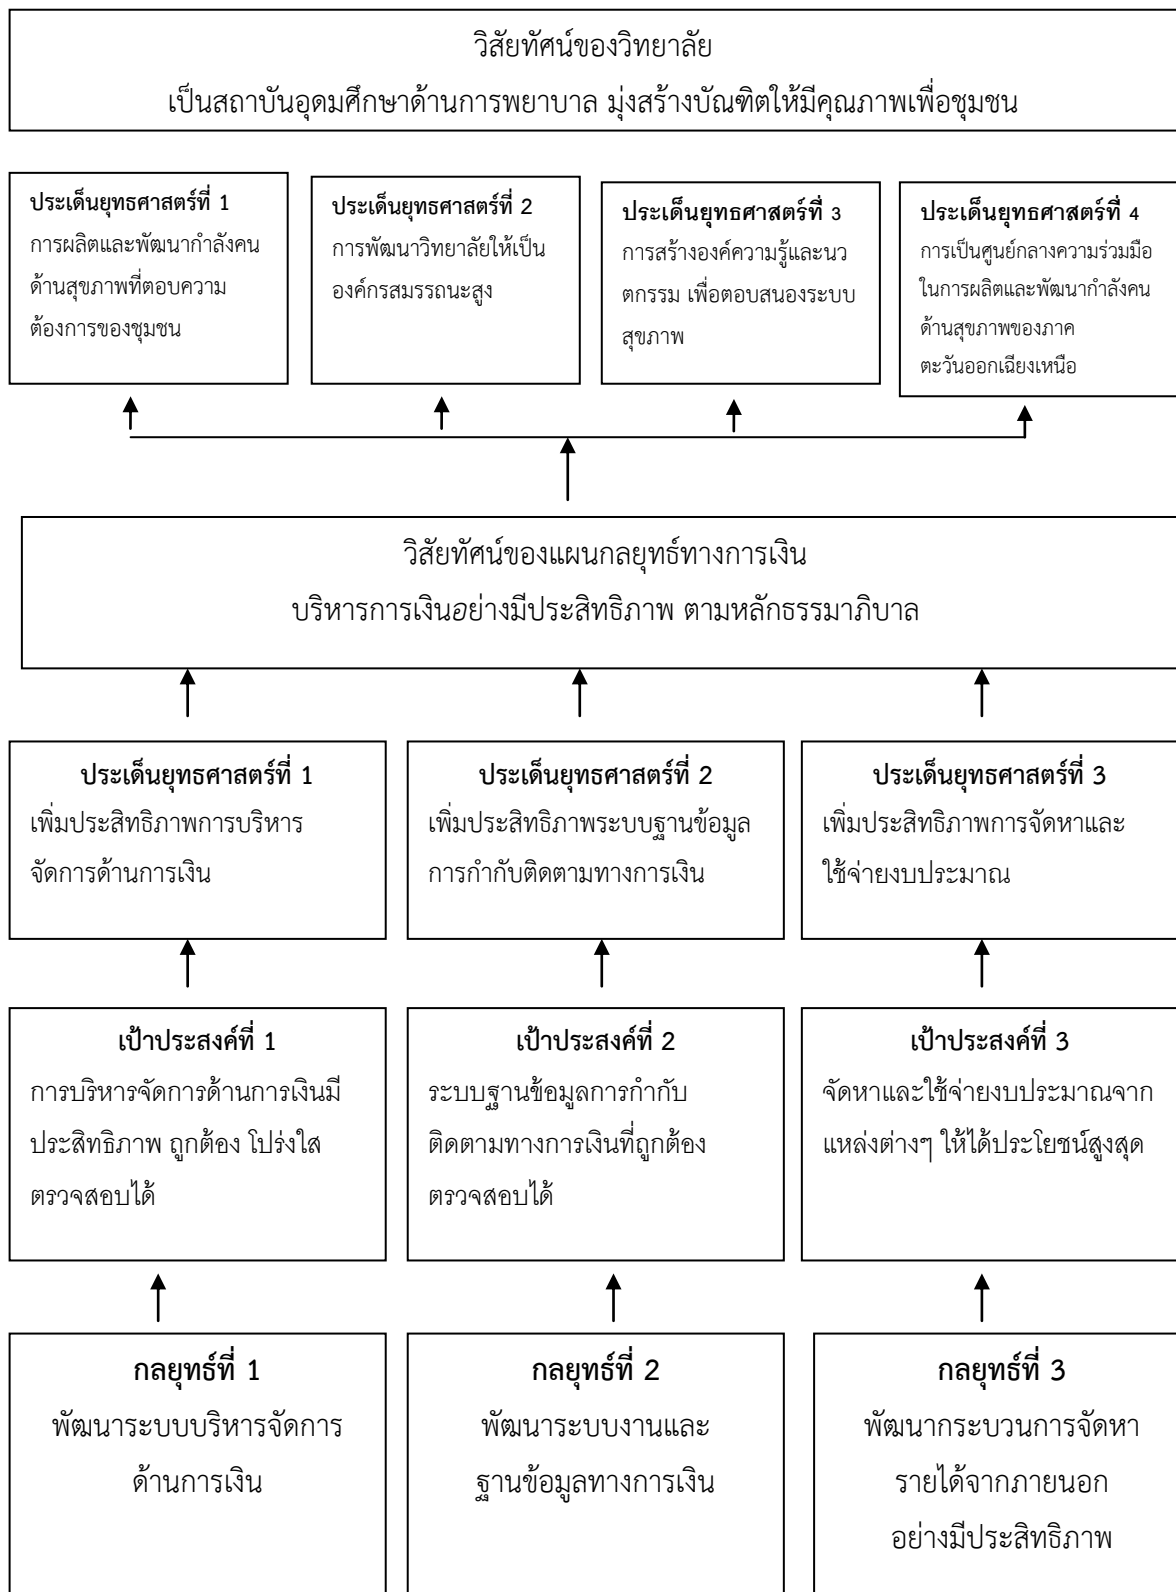 วิสัยทัศน์ของวิทยาลัย
เป็นสถาบันอุดมศึกษาด้านการพยาบาล มุ่งสร้างบัณฑิตให้มีคุณภาพเพื่อชุมชน
ประเด็นยุทธศาสตร์ที่ 1
การผลิตและพัฒนากำลังคน
ด้านสุขภาพที่ตอบความ
ต้องการของชุมชน
ประเด็นยุทธศาสตร์ที่ 2
การพัฒนาวิทยาลัยให้เป็น
องค์กรสมรรถนะสูง
ประเด็นยุทธศาสตร์ที่ 3
การสร้างองค์ความรู้และนว
ตกรรม เพื่อตอบสนองระบบ
สุขภาพ
ประเด็นยุทธศาสตร์ที่ 4
การเป็นศูนย์กลางความร่วมมือ
ในการผลิตและพัฒนากำลังคน
ด้านสุขภาพของภาค
ตะวันออกเฉียงเหนือ
วิสัยทัศน์ของแผนกลยุทธ์ทางการเงิน
บริหารการเงินอย่างมีประสิทธิภาพ ตามหลักธรรมาภิบาล
ประเด็นยุทธศาสตร์ที่ 1
เพิ่มประสิทธิภาพการบริหาร
จัดการด้านการเงิน
ประเด็นยุทธศาสตร์ที่ 2
เพิ่มประสิทธิภาพระบบฐานข้อมูล
การกำกับติดตามทางการเงิน
ประเด็นยุทธศาสตร์ที่ 3
เพิ่มประสิทธิภาพการจัดหาและ
ใช้จ่ายงบประมาณ
เป้าประสงค์ที่ 1
การบริหารจัดการด้านการเงินมี
ประสิทธิภาพ ถูกต้อง โปร่งใส
ตรวจสอบได้
เป้าประสงค์ที่ 2
ระบบฐานข้อมูลการกำกับ
ติดตามทางการเงินที่ถูกต้อง
ตรวจสอบได้
เป้าประสงค์ที่ 3
จัดหาและใช้จ่ายงบประมาณจาก
แหล่งต่างๆ ให้ได้ประโยชน์สูงสุด
กลยุทธ์ที่ 1
พัฒนาระบบบริหารจัดการ
ด้านการเงิน
กลยุทธ์ที่ 2
พัฒนาระบบงานและ
ฐานข้อมูลทางการเงิน
กลยุทธ์ที่ 3
พัฒนากระบวนการจัดหา
รายได้จากภายนอก
อย่างมีประสิทธิภาพ